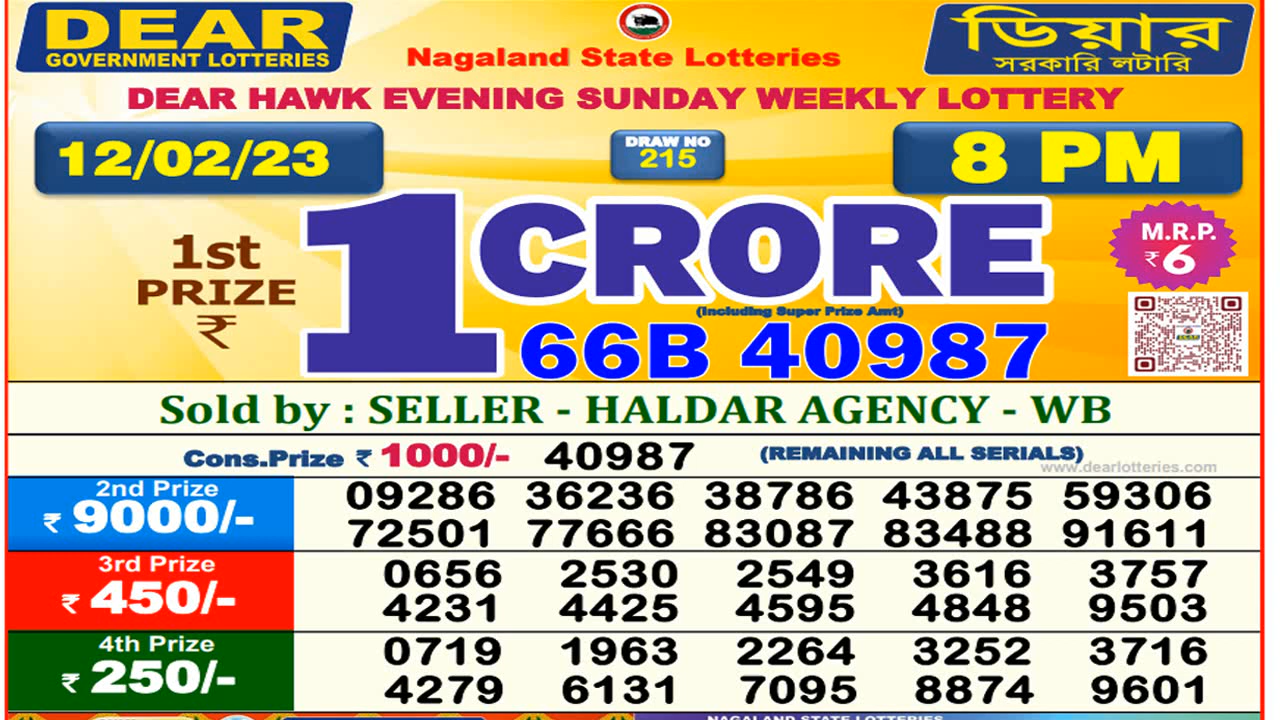 DEAR
GOVERNMENT LOTTERIES
Nagaland State Lotteries
ডিয়ার
সরকারি লটারি
DEAR HAWK EVENING SUNDAY WEEKLY LOTTERY
12/02/23
DRAW NO
215
8 PM
1st
PRIZE
₹
1 CRORE
(Including Super Prize Amt)
66B 40987
M.R.P.
₹6
Sold by : SELLER - HALDAR AGENCY - WB
Cons.Prize ₹ 1000/- 40987 (REMAINING ALL SERIALS)
www.dearlotteries.com
2nd Prize
₹ 9000/-
09286 36236 38786 43875 59306
72501 77666 83087 83488 91611
3rd Prize
₹ 450/-
0656 2530 2549 3616 3757
4231 4425 4595 4848 9503
4th Prize
₹ 250/-
0719 1963 2264 3252 3716
4279 6131 7095 8874 9601
NAGALAND STATE LOTTERIES